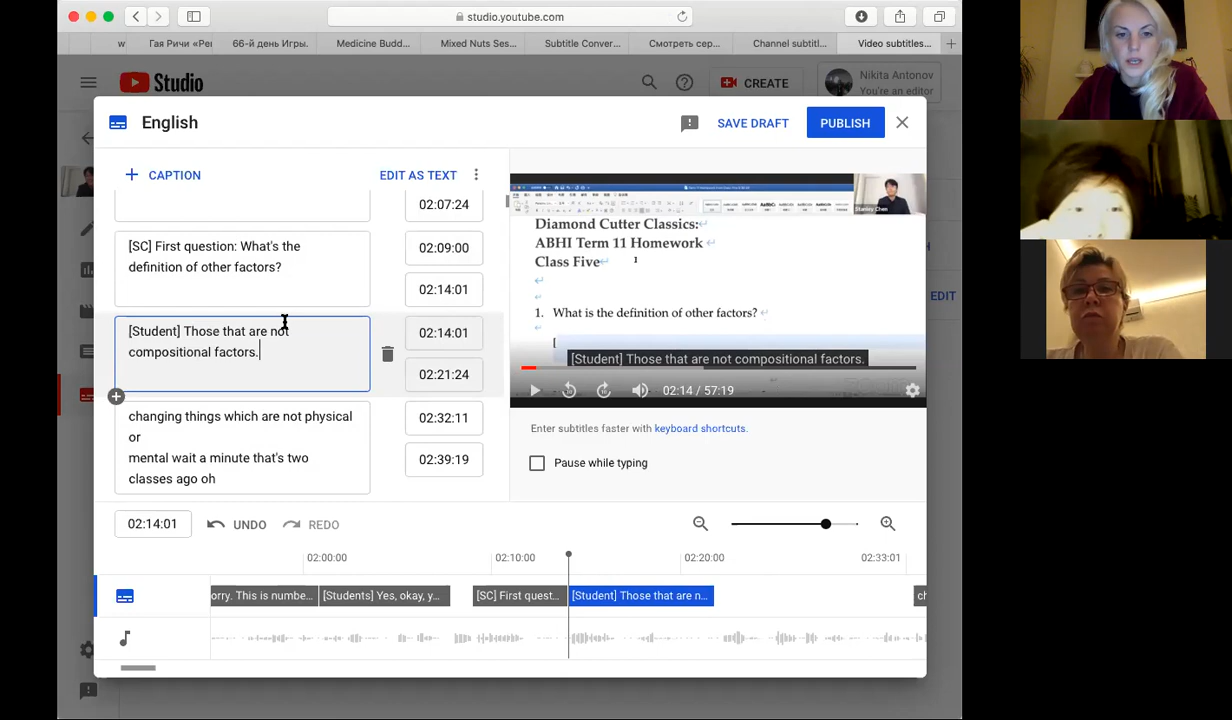 studio.youtube.com
w
Гая Ричи «Рев
66-й день Игры.
Medicine Budd...
Mixed Nuts Ses...
Subtitle Conver...
Смотреть сер...
Channel subtitl...
Video subtitles...
Studio
CREATE
Nikita Antonov
You're an editor
English
SAVE DRAFT
PUBLISH
CAPTION
EDIT AS TEXT
02:07:24
[SC] First question: What's the
definition of other factors?
02:09:00
02:14:01
[Student] Those that are not
compositional factors.
02:14:01
02:21:24
changing things which are not physical
or
mental wait a minute that's two
classes ago oh
02:32:11
02:39:19
Stanley Chen
Diamond Cutter Classics:
ABHI Term 11 Homework
Class Five
1. What is the definition of other factors?
[
[Student] Those that are not compositional factors.
02:14 / 57:19
Enter subtitles faster with keyboard shortcuts.
Pause while typing
EDIT
02:14:01
UNDO
REDO
02:00:00
02:10:00
02:20:00
02:33:01
orry. This is numbe...
[Students] Yes, okay, y...
[SC] First quest...
[Student] Those that are n...
ch